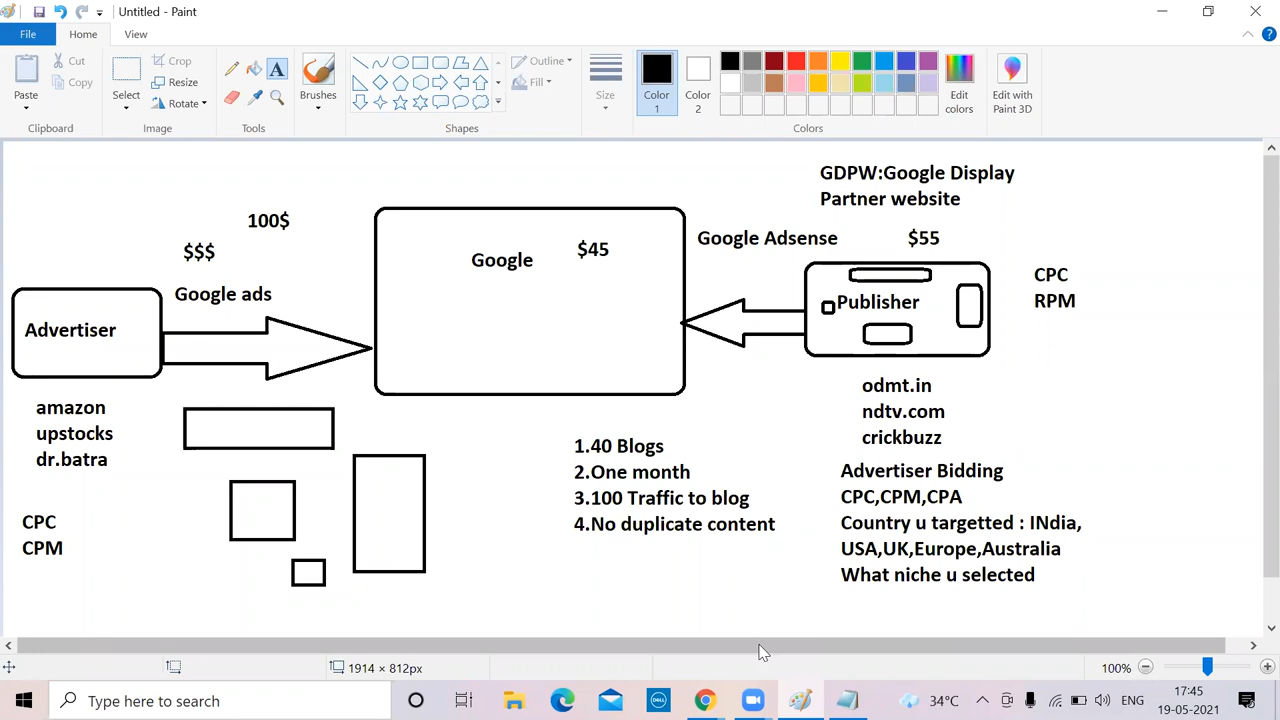 Untitled - Paint
File
Home
View
Paste
Cut
Copy
Clipboard
Select
Crop
Resize
Rotate
Image
Tools
Brushes
Shapes
Outline
Fill
Size
Color
1
Color
2
Edit
colors
Colors
Edit with
Paint 3D
GDPW:Google Display
Partner website
100$
$$$
Google ads
Advertiser
Google
$45
Google Adsense
$55
Publisher
CPC
RPM
amazon
upstocks
dr.batra
CPC
CPM
1.40 Blogs
2.One month
3.100 Traffic to blog
4.No duplicate content
odmt.in
ndtv.com
crickbuzz
Advertiser Bidding
CPC,CPM,CPA
Country u targetted : INdia,
USA,UK,Europe,Australia
What niche u selected
1914 × 812px
100%
Type here to search
DELL
34°C
ENG
17:45
19-05-2021